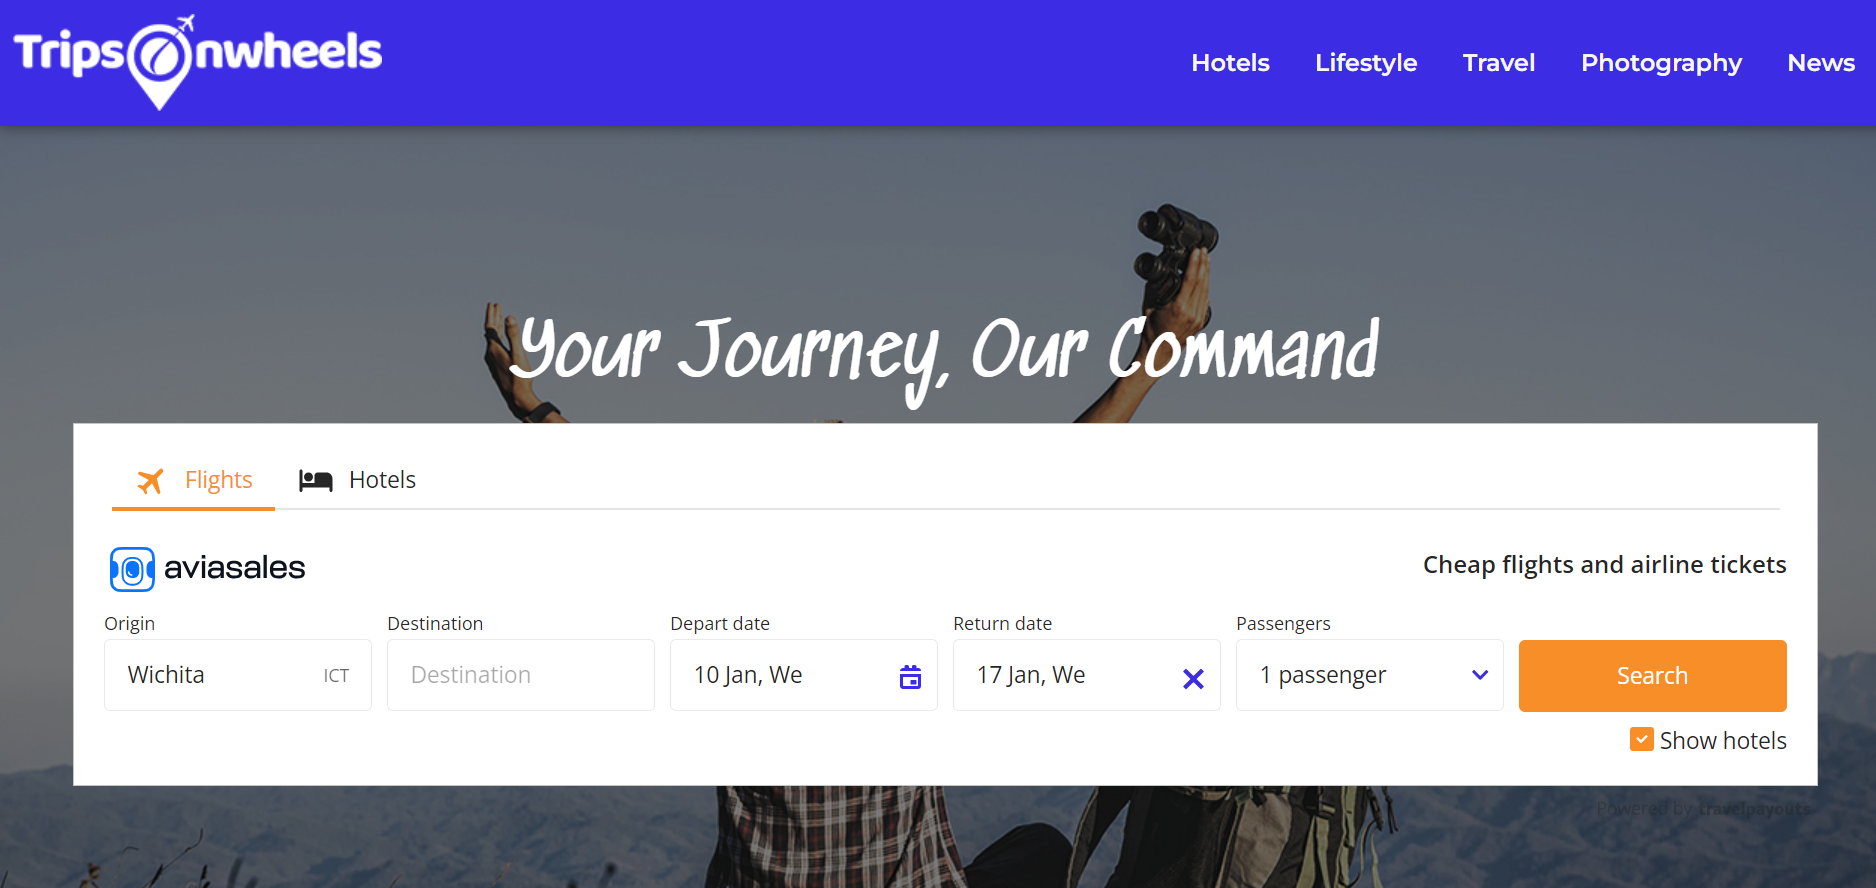 TripsOnwheels
Hotels Lifestyle Travel Photography News
Your Journey, Our Command
Flights Hotels
aviasales
Cheap flights and airline tickets
Origin Destination Depart date Return date Passengers
Wichita ICT Destination 10 Jan, We 17 Jan, We 1 passenger Search
Show hotels
Powered by travelpayouts